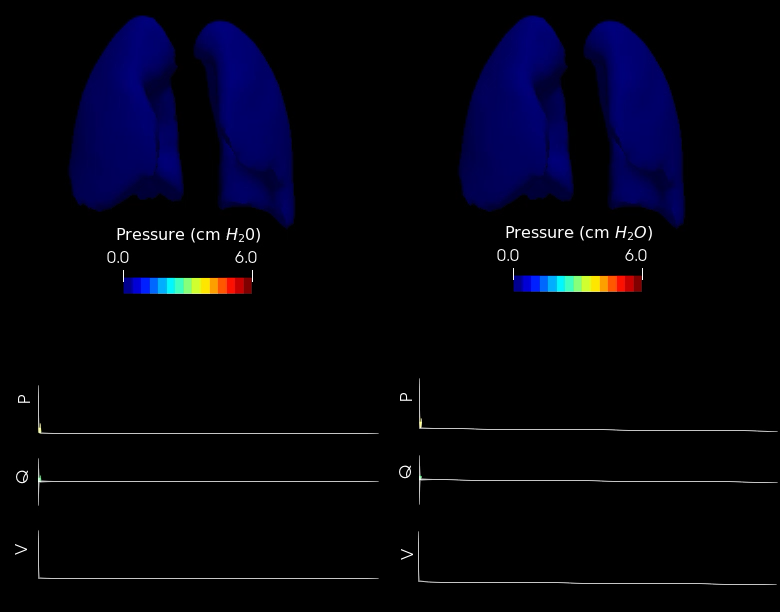 Pressure (cm H₂0)
0.0 6.0
P
Q
V
Pressure (cm H₂O)
0.0 6.0
P
Q
V